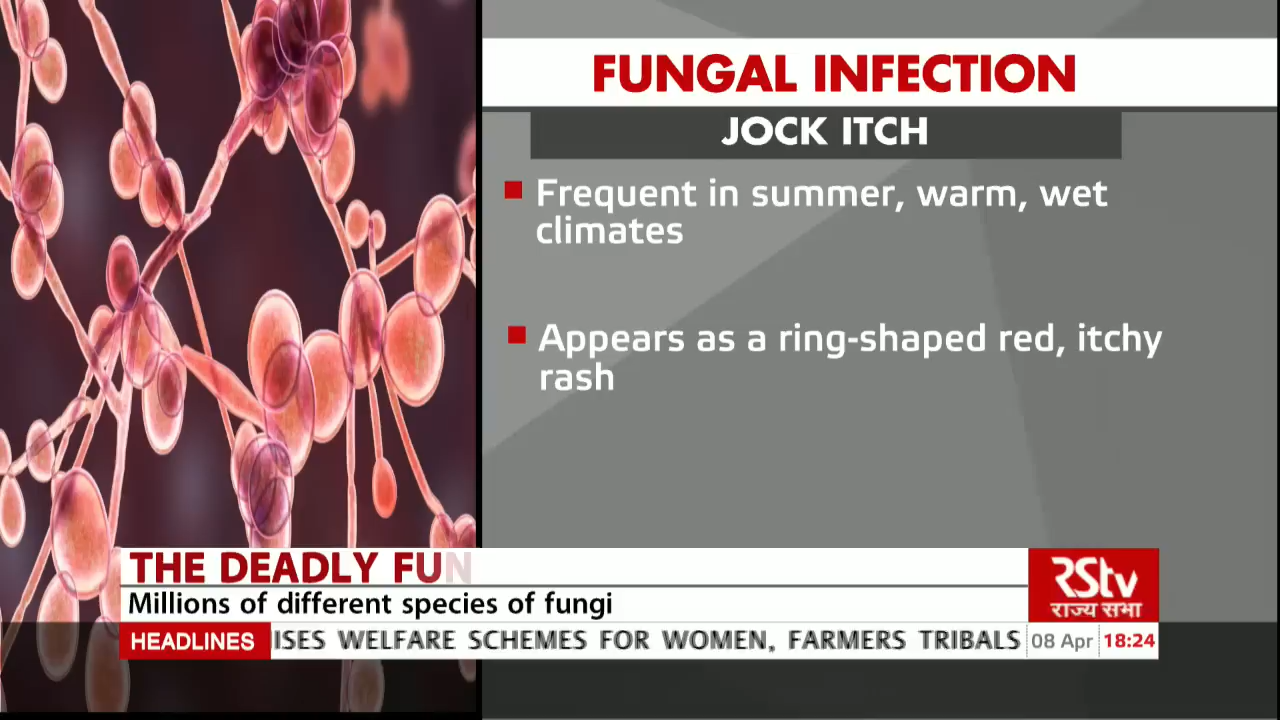 FUNGAL INFECTION
JOCK ITCH
Frequent in summer, warm, wet
climates
Appears as a ring-shaped red, itchy
rash
THE DEADLY FUN
Millions of different species of fungi
RStv
राज्य सभा
HEADLINES ISES WELFARE SCHEMES FOR WOMEN, FARMERS TRIBALS 08 Apr 18:24